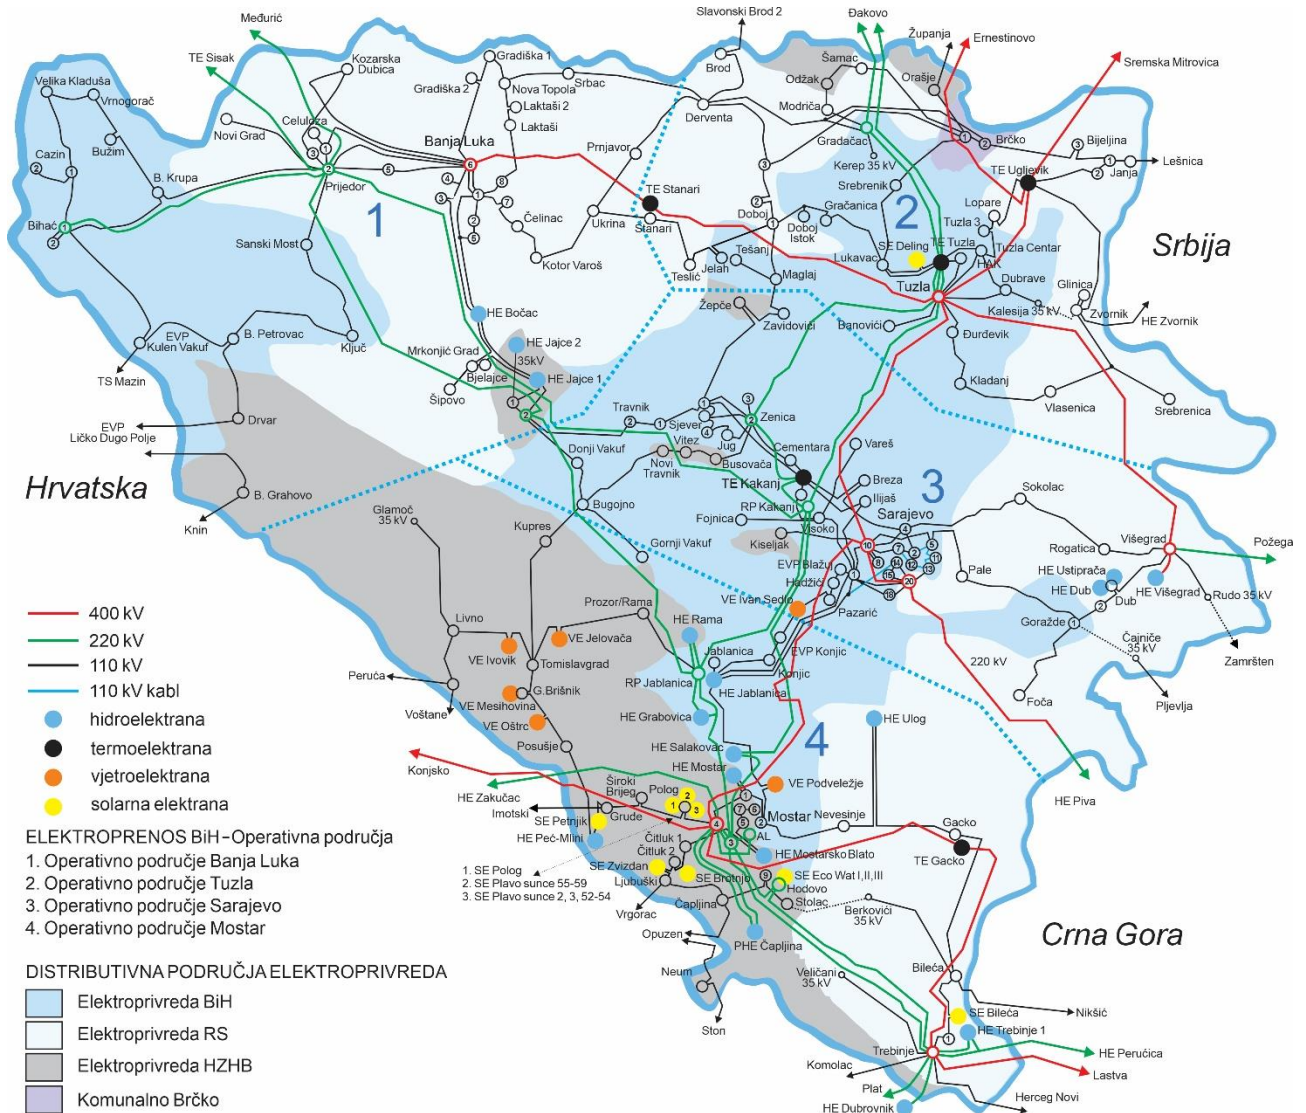 Međurić
TE Sisak
Slavonski Brod 2
Đakovo
Županja
Ernestinovo
Sremska Mitrovica
Velika Kladuša
Vrnograč
Bužim
Cazin
Bihać
B. Krupa
Novi Grad
Celuloza
Kozarska
Dubica
Prijedor
Gradiška 1
Gradiška 2
Nova Topola
Laktaši 2
Laktaši
Srbac
Banja Luka
Čelinac
Kotor Varoš
Prnjavor
Ukrina
Brod
Derventa
TE Stanari
Stanari
Odžak
Šamac
Orašje
Modriča
Gradačac
Kerep 35 kV
Brčko
Bijeljina
Janja
Lešnica
TE Ugljevik
Srebrenik
Gračanica
Doboj
Doboj
Istok
Lukavac
SE Deling
TE Tuzla
HAK
Lopare
Tuzla 3
Tuzla Centar
Dubrave
Tuzla
Kalesija 35 kV
Glinica
Zvornik
HE Zvornik
Srbija
Teslić
Jelah
Tešanj
Maglaj
Žepče
Zavidovići
Banovići
Đurđevik
Kladanj
Vlasenica
Srebrenica
Sanski Most
Ključ
EVP
Kulen Vakuf
B. Petrovac
TS Mazin
Drvar
EVP
Ličko Dugo Polje
B. Grahovo
Knin
Hrvatska
HE Bočac
HE Jajce 2
35kV
HE Jajce 1
Mrkonjić Grad
Bjelajce
Šipovo
Travnik
Sjever
Vitez
Jug
Zenica
Novi
Travnik
Busovača
Cementara
TE Kakanj
RP Kakanj
Donji Vakuf
Bugojno
Gornji Vakuf
Kupres
Glamoč
35 kV
Vareš
Breza
Ilijaš
Visoko
Fojnica
Kiseljak
Sarajevo
EVP Blažuj
Hadžići
VE Ivan Sedlo
Pazarić
Sokolac
Rogatica
Pale
Višegrad
Požega
HE Ustiprača
HE Dub
Dub
HE Višegrad
Rudo 35 kV
Goražde
Čajniče
35 kV
Zamršten
Pljevlja
Foča
220 kV
HE Piva
Prozor/Rama
HE Rama
Jablanica
EVP Konjic
Konjic
RP Jablanica
HE Jablanica
HE Grabovica
HE Salakovac
HE Mostar
HE Ulog
Livno
VE Jelovača
VE Ivovik
Tomislavgrad
Peruća
Voštane
G.Brišnik
VE Mesihovina
VE Oštrc
Posušje
Konjsko
HE Zakučac
Imotski
Široki
Brijeg
Polog
Grude
SE Petnjik
HE Peć-Mlini
Mostar
VE Podveležje
Nevesinje
Gacko
TE Gacko
AL
HE Mostarsko Blato
Čitluk 1
Čitluk 2
SE Zvizdan
SE Brotnjo
Ljubuški
Vrgorac
1. SE Polog
2. SE Plavo sunce 55-59
3. SE Plavo sunce 2, 3, 52-54
SE Eco Wat I,II,III
Hodovo
Stolac
Čapljina
Opuzen
Neum
Ston
PHE Čapljina
Berkovići
35 kV
Veličani
35 kV
Bileća
Nikšić
SE Bileća
HE Trebinje 1
Trebinje
HE Perućica
Lastva
Komolac
Plat
HE Dubrovnik
Herceg Novi
Crna Gora
1
2
3
4
400 kV
220 kV
110 kV
110 kV kabl
hidroelektrana
termoelektrana
vjetroelektrana
solarna elektrana
ELEKTROPRENOS BiH – Operativna područja
1. Operativno područje Banja Luka
2. Operativno područje Tuzla
3. Operativno područje Sarajevo
4. Operativno područje Mostar
DISTRIBUTIVNA PODRUČJA ELEKTROPRIVREDA
Elektroprivreda BiH
Elektroprivreda RS
Elektroprivreda HZHB
Komunalno Brčko